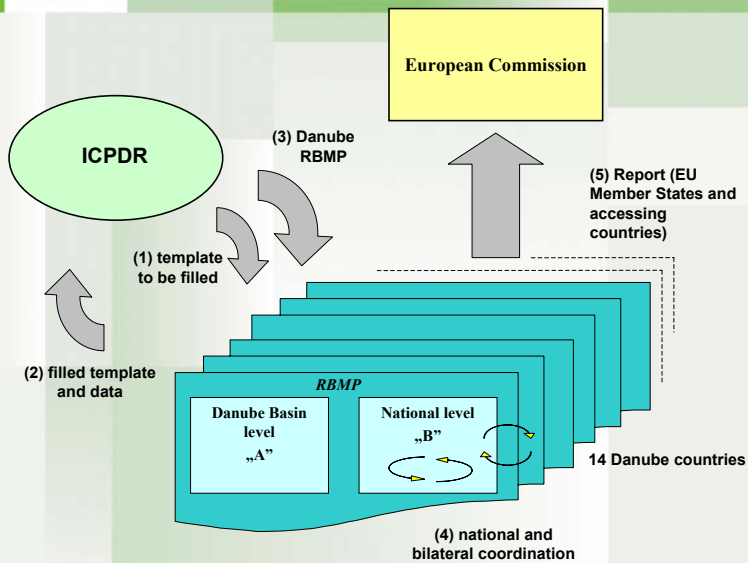 European Commission
ICPDR
(3) Danube
RBMP
(5) Report (EU
Member States and
accessing
countries)
(1) template
to be filled
(2) filled template
and data
RBMP
Danube Basin
level
„A”
National level
„B”
14 Danube countries
(4) national and
bilateral coordination